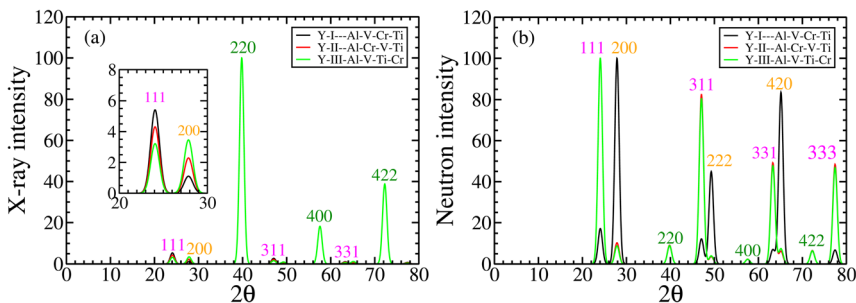 (a)
X-ray intensity
120
100
80
60
40
20
0
0 10 20 30 40 50 60 70 80
2θ
Y-I---Al-V-Cr-Ti
Y-II--Al-Cr-V-Ti
Y-III-Al-V-Ti-Cr
220
422
400
111
200
311
331
8
6
4
2
0
20 30
111
200
(b)
Neutron intensity
120
100
80
60
40
20
0
0 10 20 30 40 50 60 70 80
2θ
Y-I---Al-V-Cr-Ti
Y-II--Al-Cr-V-Ti
Y-III-Al-V-Ti-Cr
111
200
220
311
222
400
331
420
422
333